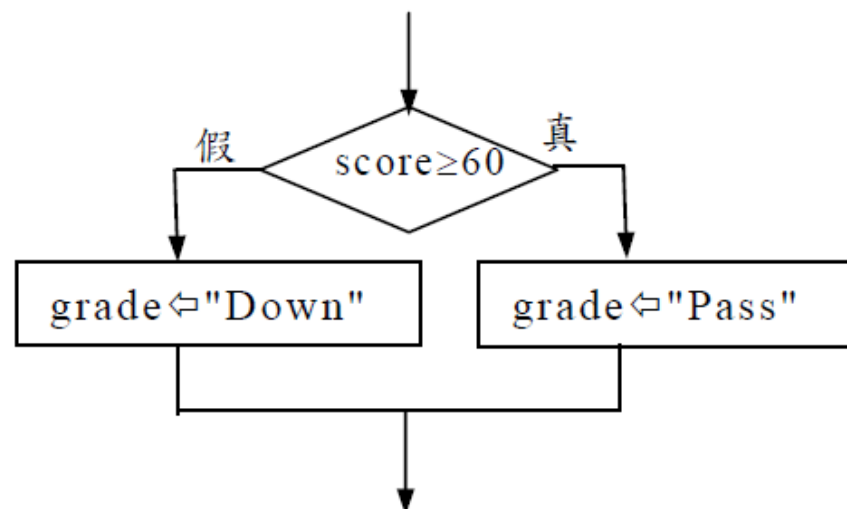 假
真
score≥60
grade⇦"Down"
grade⇦"Pass"